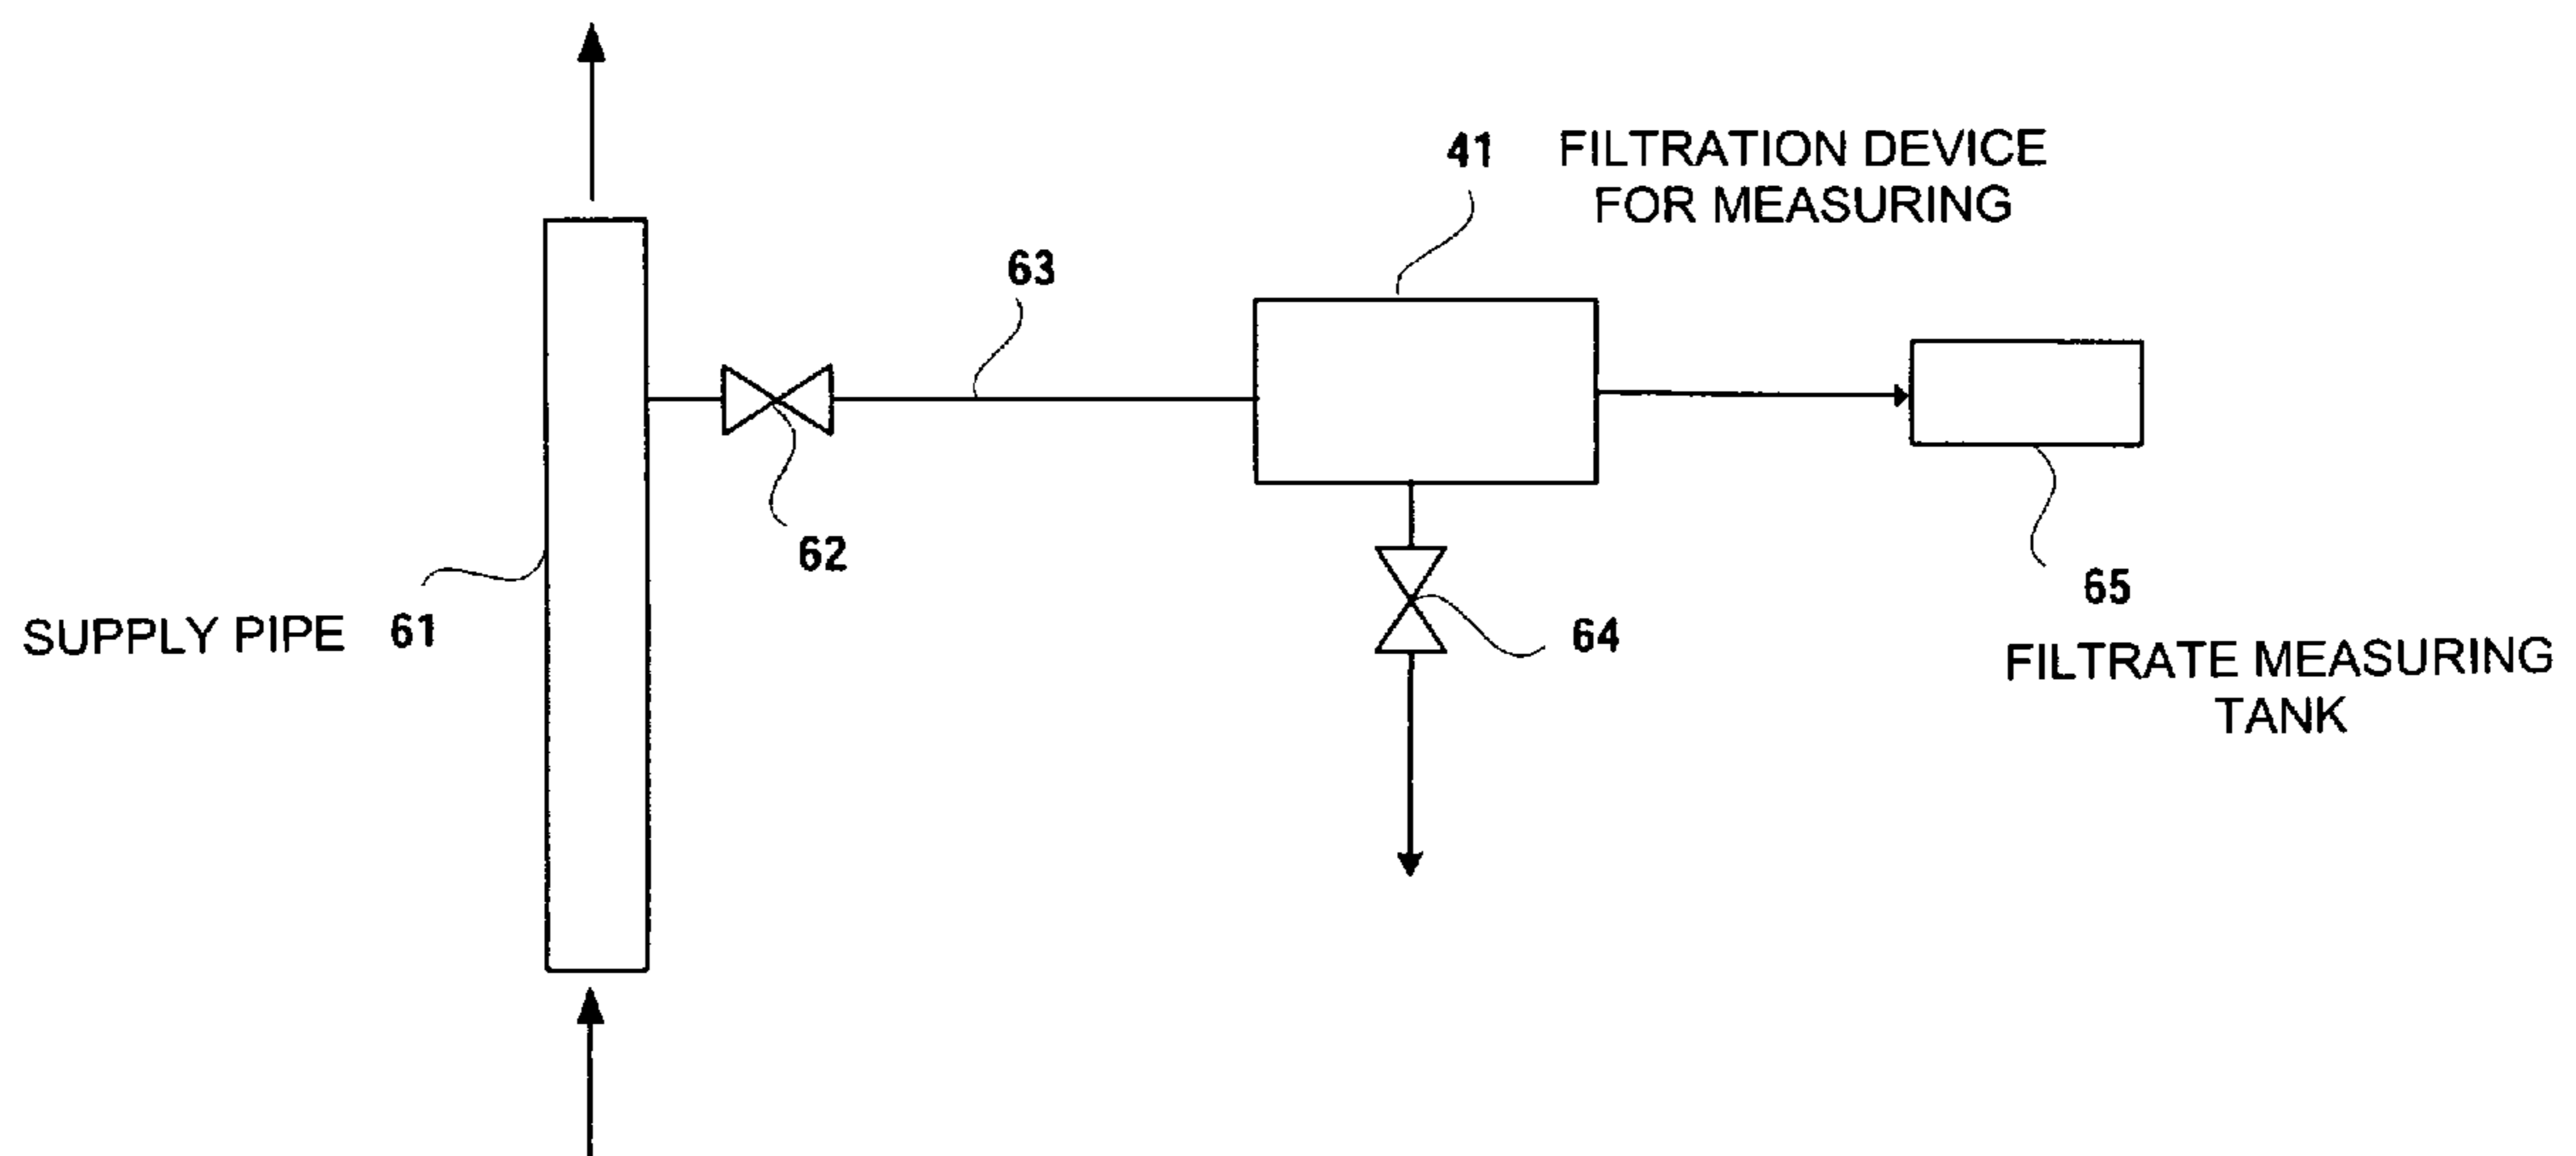 41 FILTRATION DEVICE
FOR MEASURING
63
62
SUPPLY PIPE 61
64
65
FILTRATE MEASURING
TANK